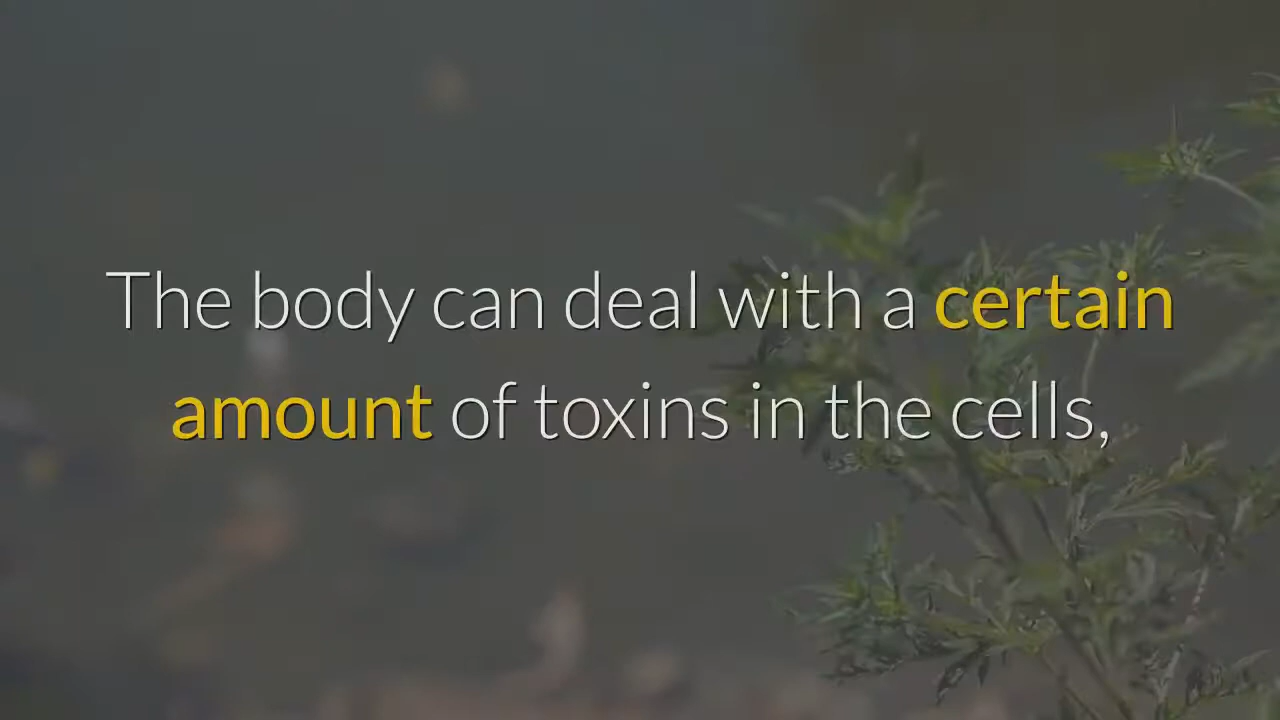 The body can deal with a certain
amount of toxins in the cells,